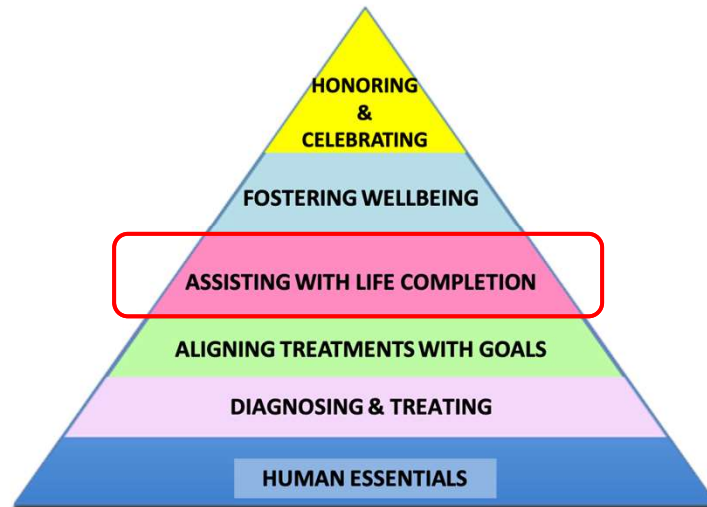 HONORING
&
CELEBRATING
FOSTERING WELLBEING
ASSISTING WITH LIFE COMPLETION
ALIGNING TREATMENTS WITH GOALS
DIAGNOSING & TREATING
HUMAN ESSENTIALS